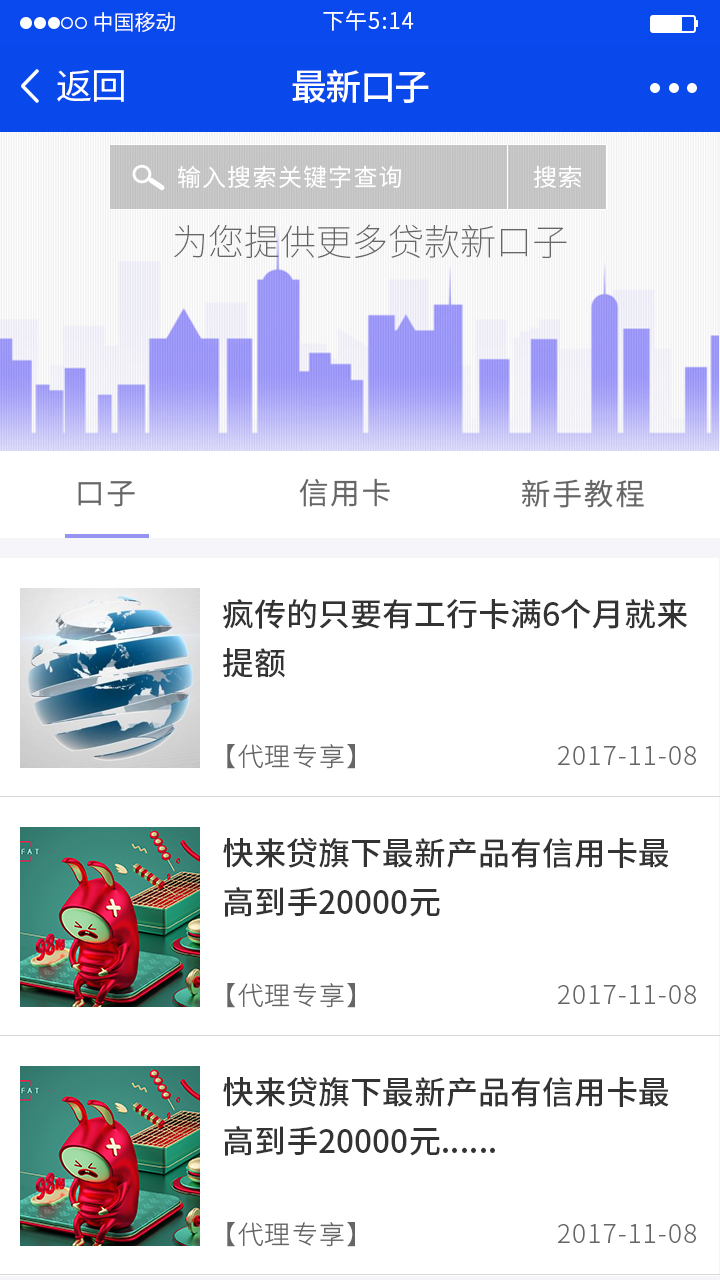 中国移动
下午5:14
返回
最新口子
输入搜索关键字查询
搜索
为您提供更多贷款新口子
口子
信用卡
新手教程
疯传的只要有工行卡满6个月就来
提额
【代理专享】
2017-11-08
FAT
快来贷旗下最新产品有信用卡最
高到手20000元
【代理专享】
2017-11-08
FAT
快来贷旗下最新产品有信用卡最
高到手20000元......
【代理专享】
2017-11-08